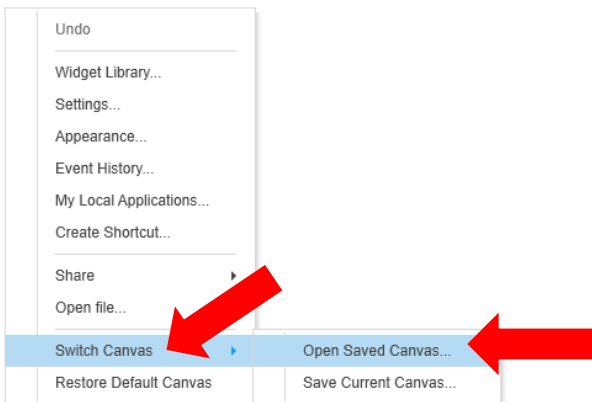 Undo
Widget Library...
Settings...
Appearance...
Event History...
My Local Applications...
Create Shortcut...
Share
Open file...
Switch Canvas
Open Saved Canvas...
Restore Default Canvas
Save Current Canvas...